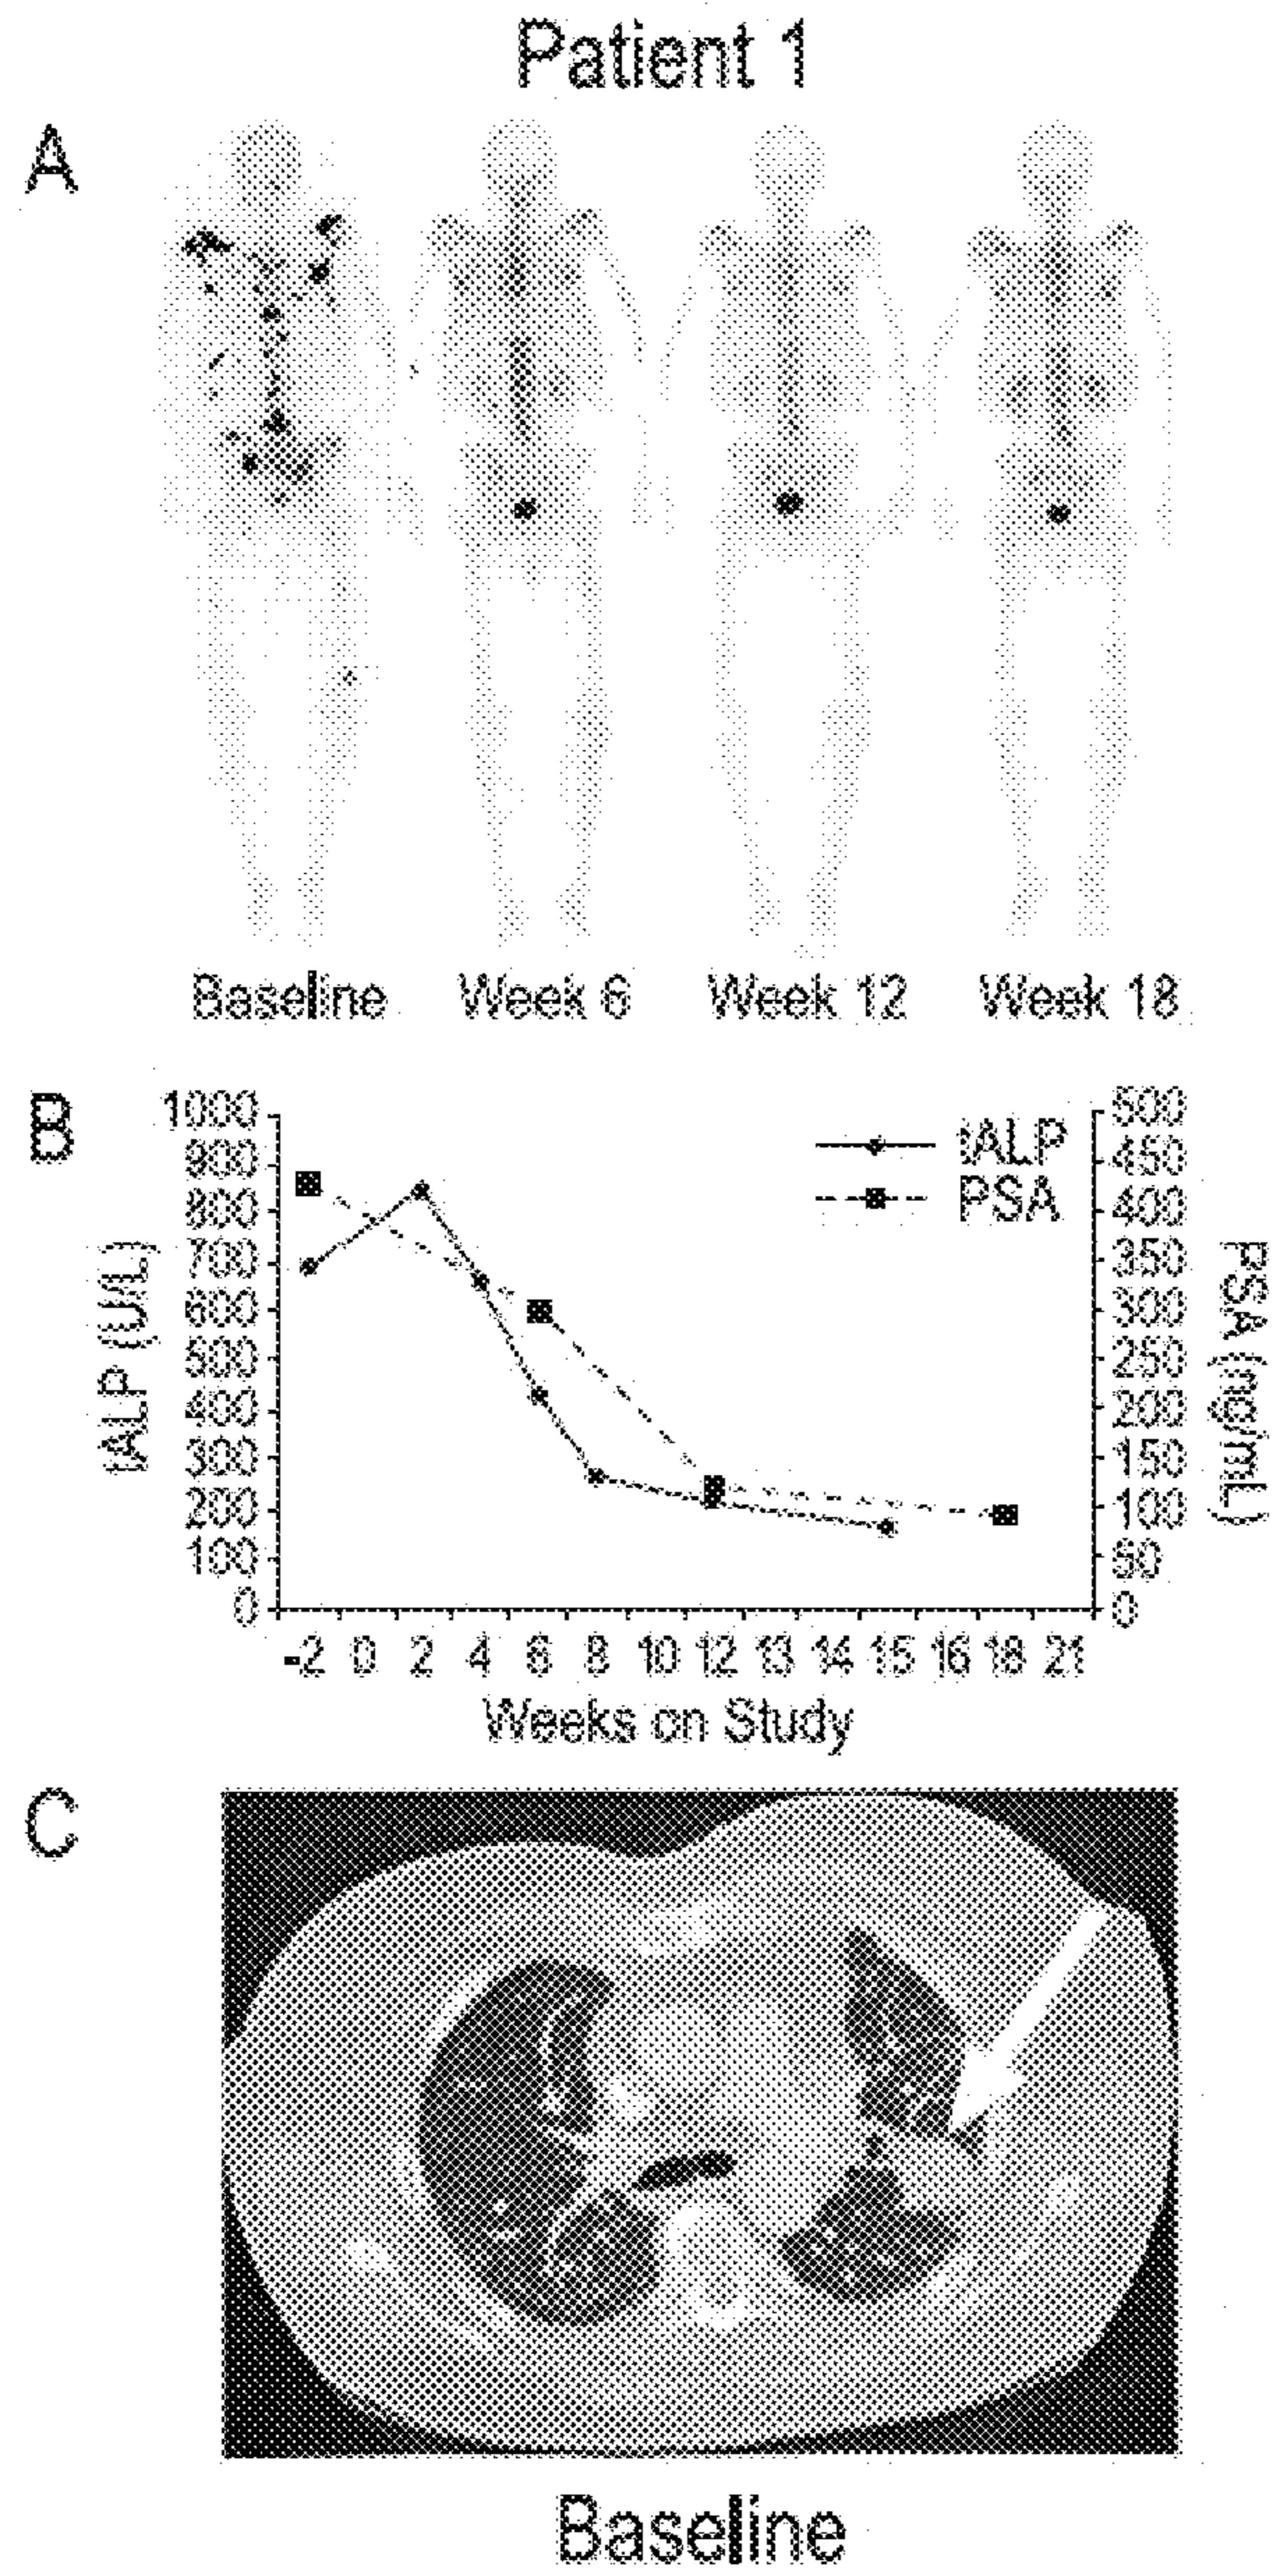 Patient 1
A
Baseline Week 6 Week 12 Week 18
B
1000
900
800
700
600
500
400
300
200
100
0
tALP (U/L)
tALP
PSA
500
450
400
350
300
250
200
150
100
50
0
PSA (ng/mL)
-2 0 2 4 6 8 10 12 13 14 15 16 18 21
Weeks on Study
C
Baseline